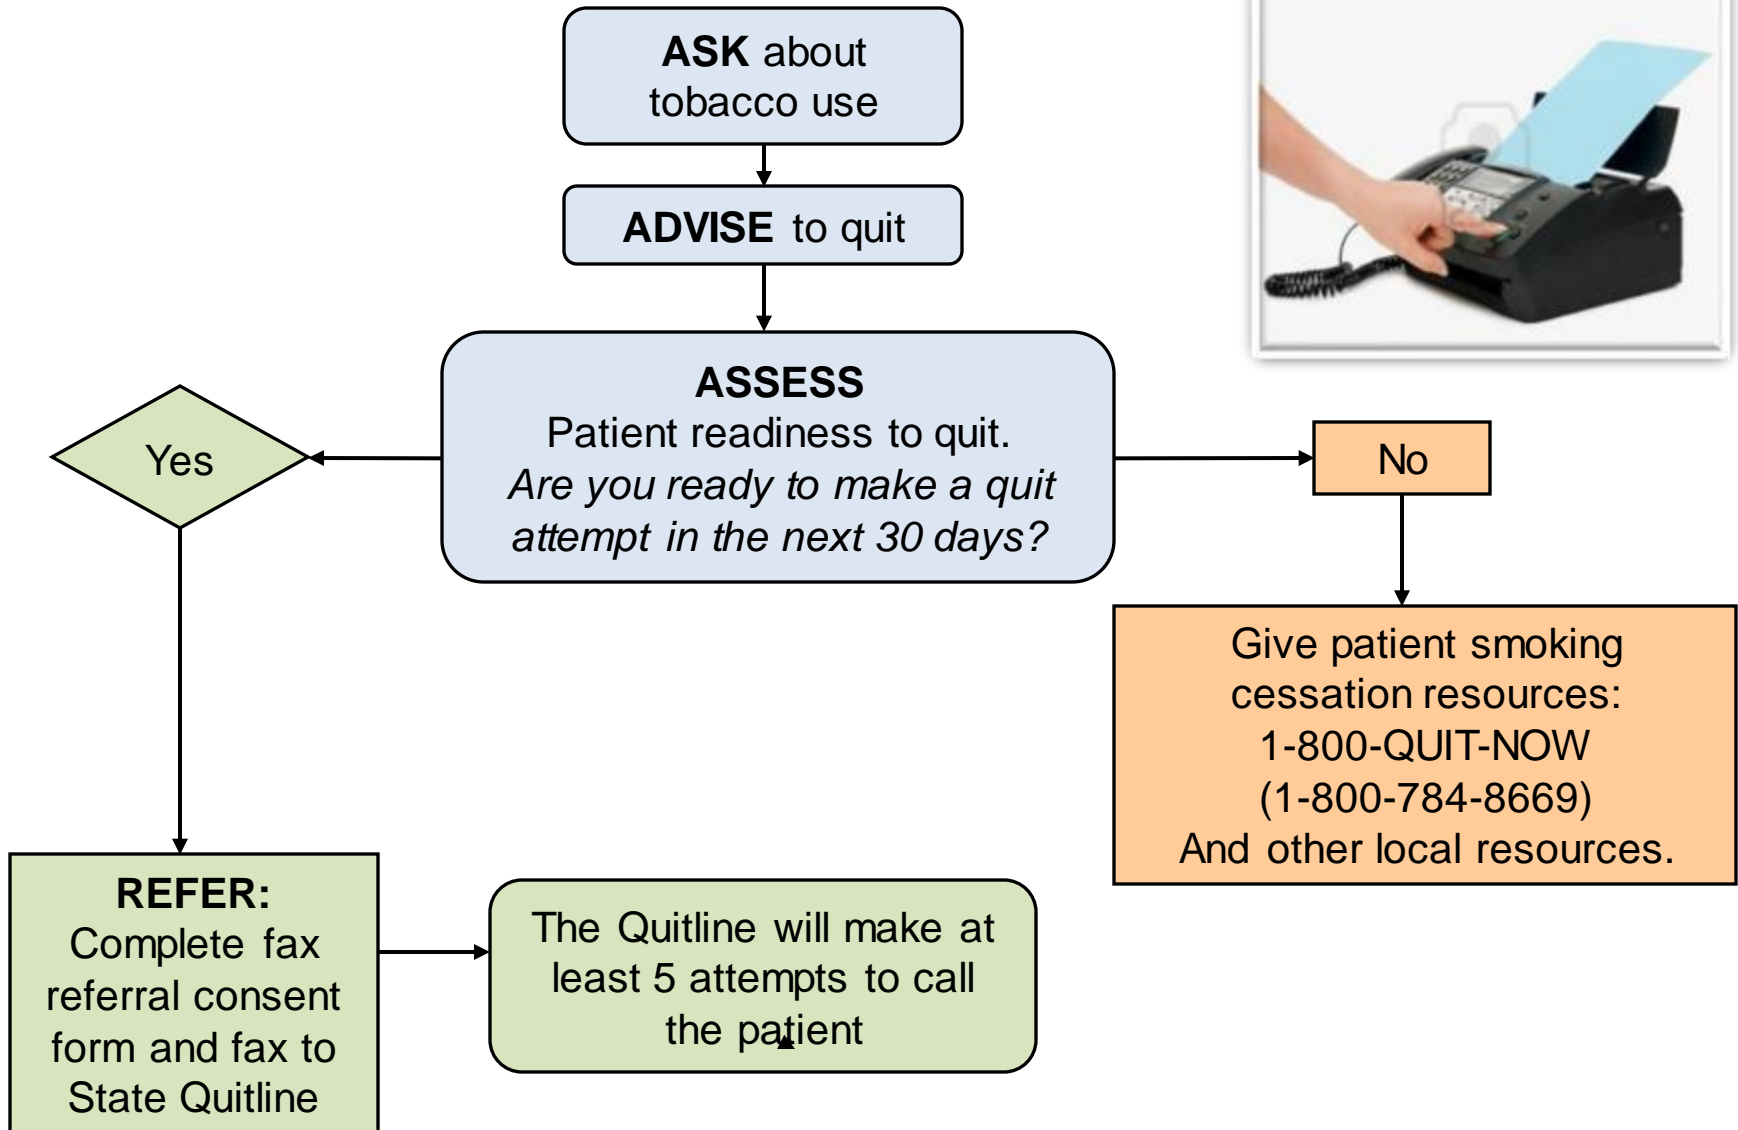 ASK about
tobacco use
ADVISE to quit
ASSESS
Patient readiness to quit.
Are you ready to make a quit
attempt in the next 30 days?
Yes
No
Give patient smoking
cessation resources:
1-800-QUIT-NOW
(1-800-784-8669)
And other local resources.
REFER:
Complete fax
referral consent
form and fax to
State Quitline
The Quitline will make at
least 5 attempts to call
the patient